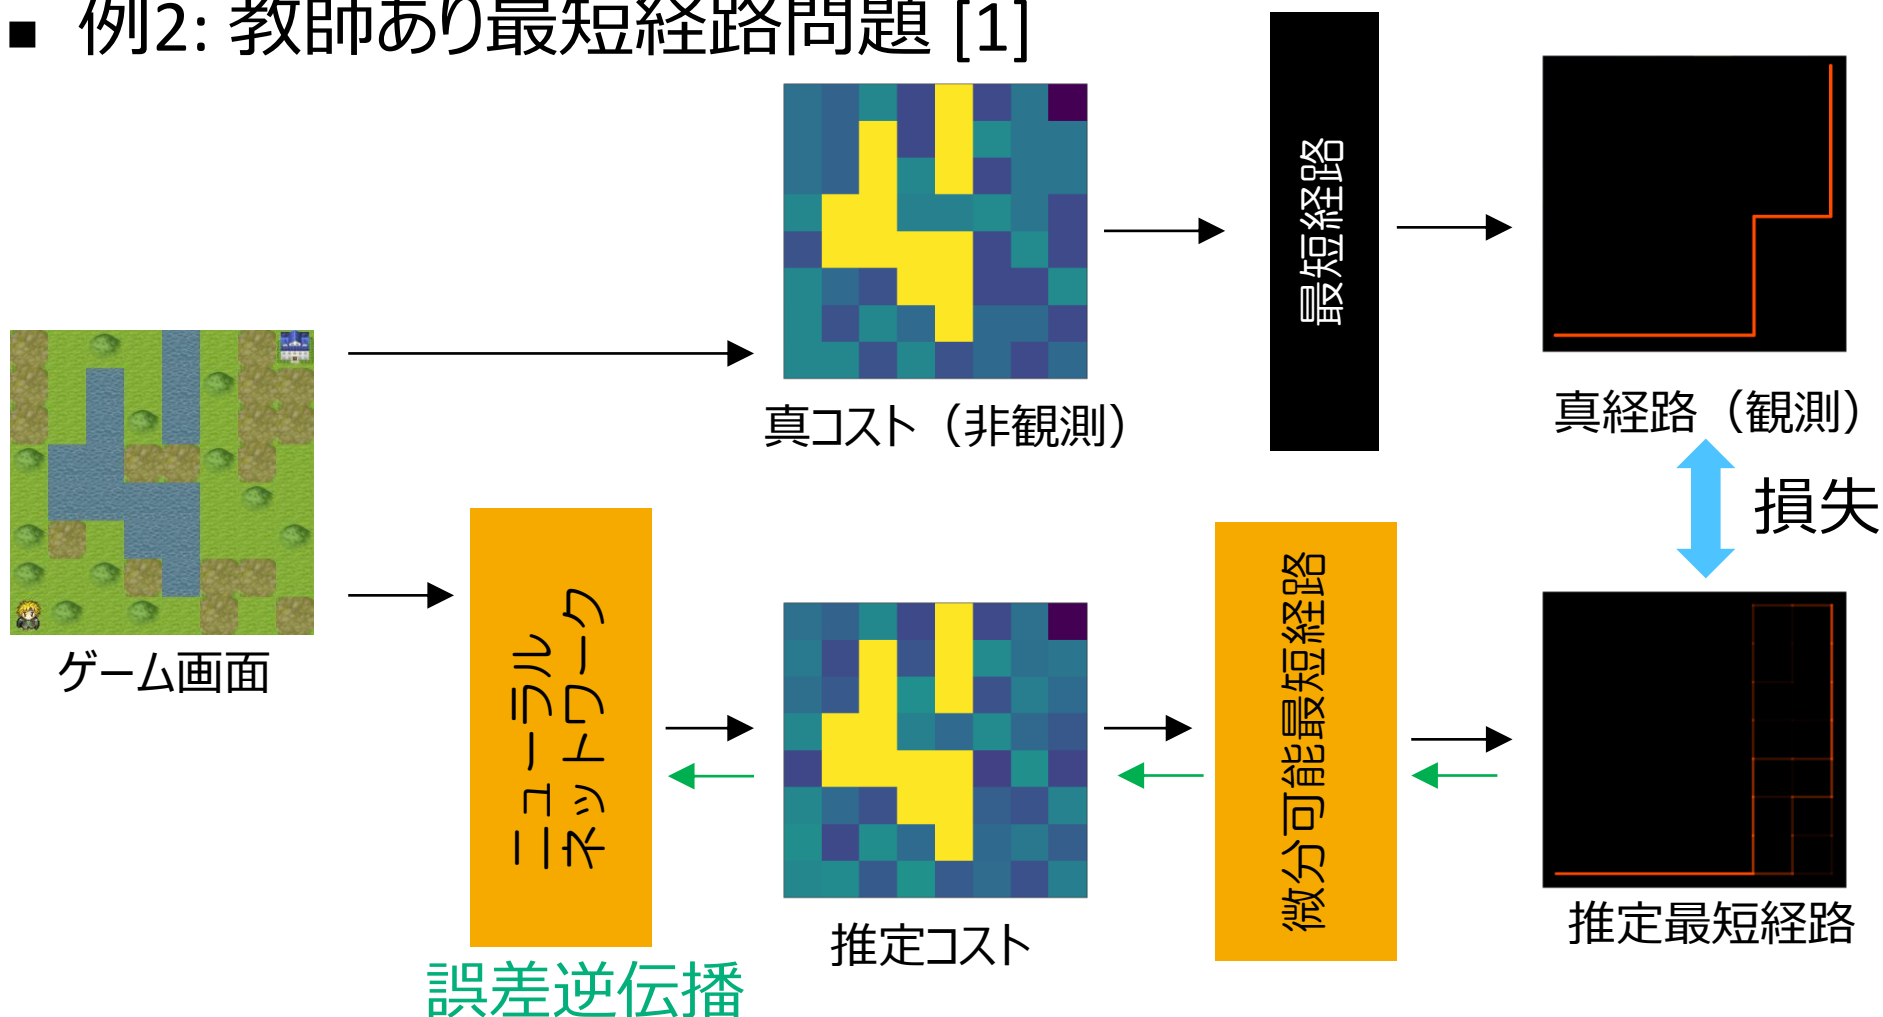 ■ 例2: 教師あり最短経路問題 [1]
最短経路
真コスト（非観測）
真経路（観測）
損失
ゲーム画面
ニューラル
ネットワーク
推定コスト
微分可能最短経路
推定最短経路
誤差逆伝播